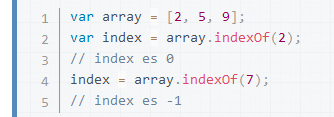 1 var array = [2, 5, 9];
2 var index = array.indexOf(2);
3 // index es 0
4 index = array.indexOf(7);
5 // index es -1